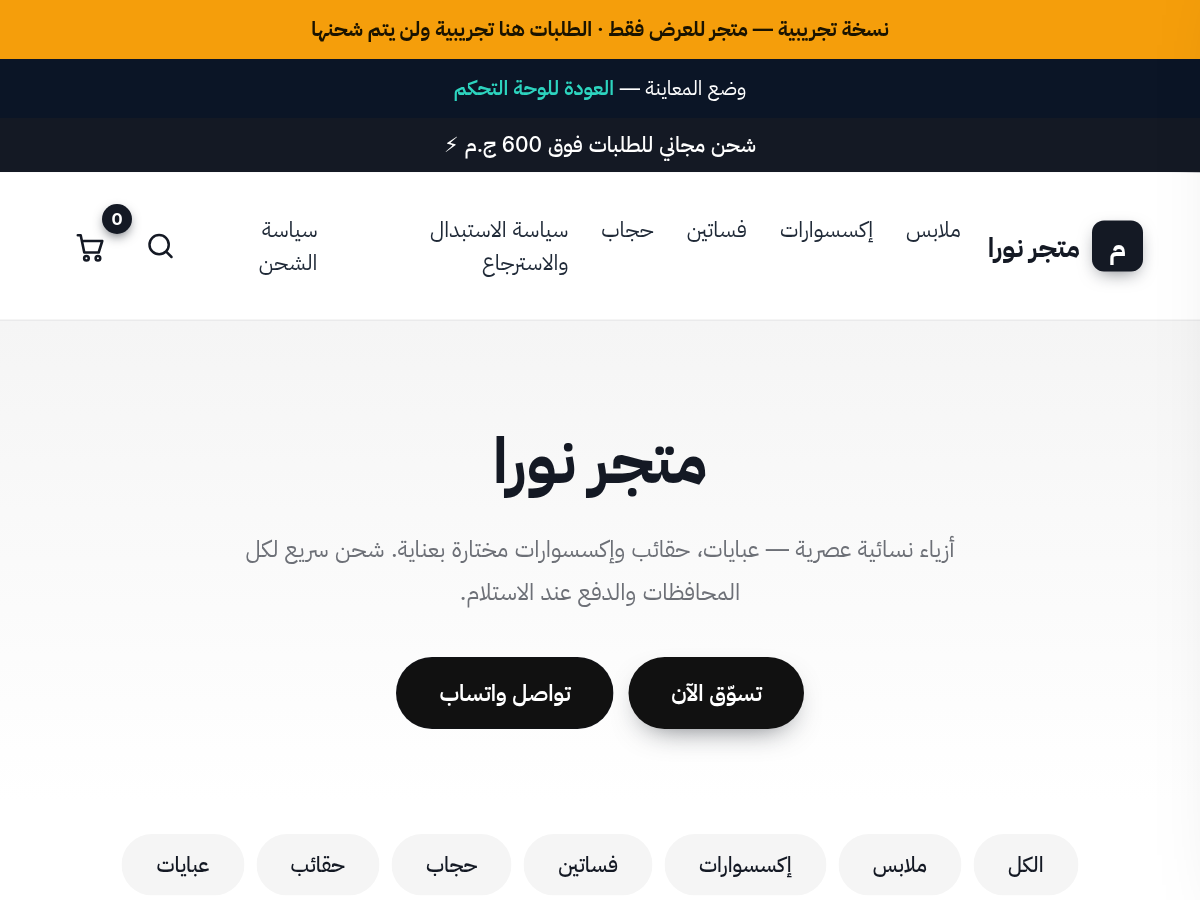 نسخة تجريبية — متجر للعرض فقط · الطلبات هنا تجريبية ولن يتم شحنها
وضع المعاينة — العودة للوحة التحكم
شحن مجاني للطلبات فوق 600 ج.م ⚡
م
متجر نورا
ملابس
إكسسوارات
فساتين
حجاب
سياسة الاستبدال
والاسترجاع
سياسة
الشحن
0
متجر نورا
أزياء نسائية عصرية — عبايات، حقائب وإكسسوارات مختارة بعناية. شحن سريع لكل
المحافظات والدفع عند الاستلام.
تسوّق الآن
تواصل واتساب
الكل
ملابس
إكسسوارات
فساتين
حجاب
حقائب
عبايات